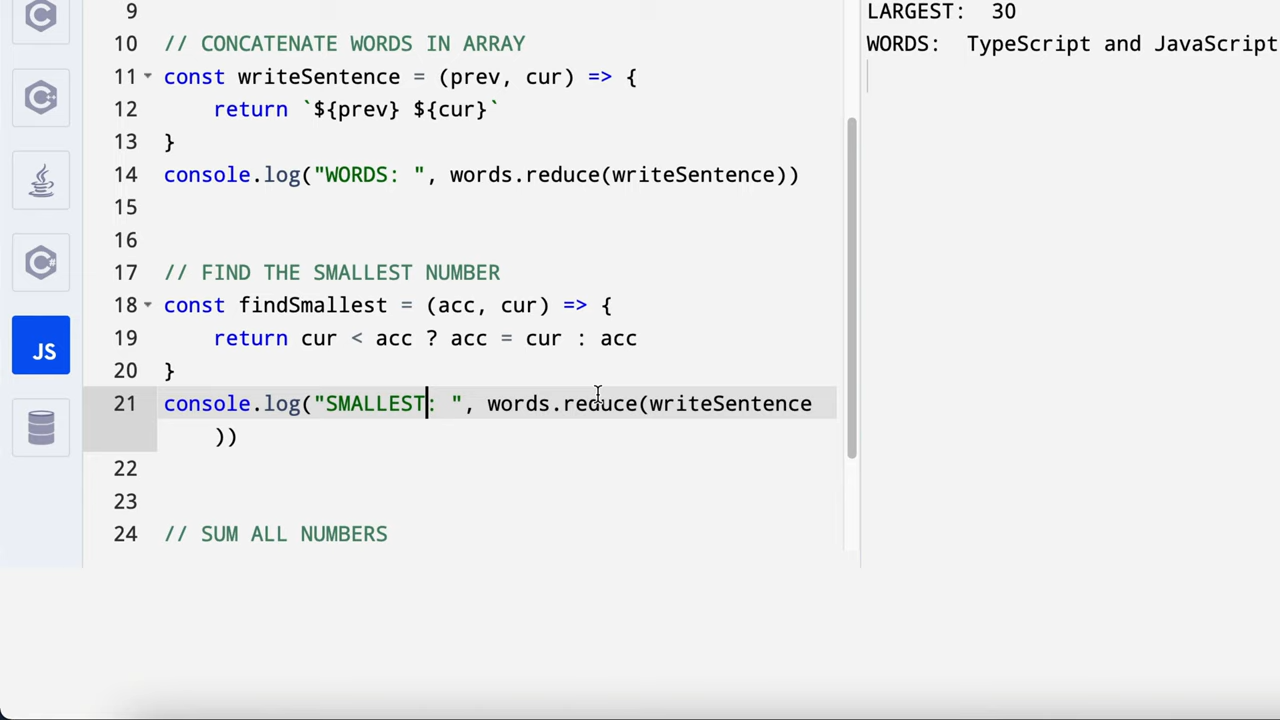 9
10 // CONCATENATE WORDS IN ARRAY
11 const writeSentence = (prev, cur) => {
12 return `${prev} ${cur}`
13 }
14 console.log("WORDS: ", words.reduce(writeSentence))
15
16
17 // FIND THE SMALLEST NUMBER
18 const findSmallest = (acc, cur) => {
19 return cur < acc ? acc = cur : acc
20 }
21 console.log("SMALLEST: ", words.reduce(writeSentence
))
22
23
24 // SUM ALL NUMBERS
LARGEST:  30
WORDS:  TypeScript and JavaScript
C
C++
C#
JS